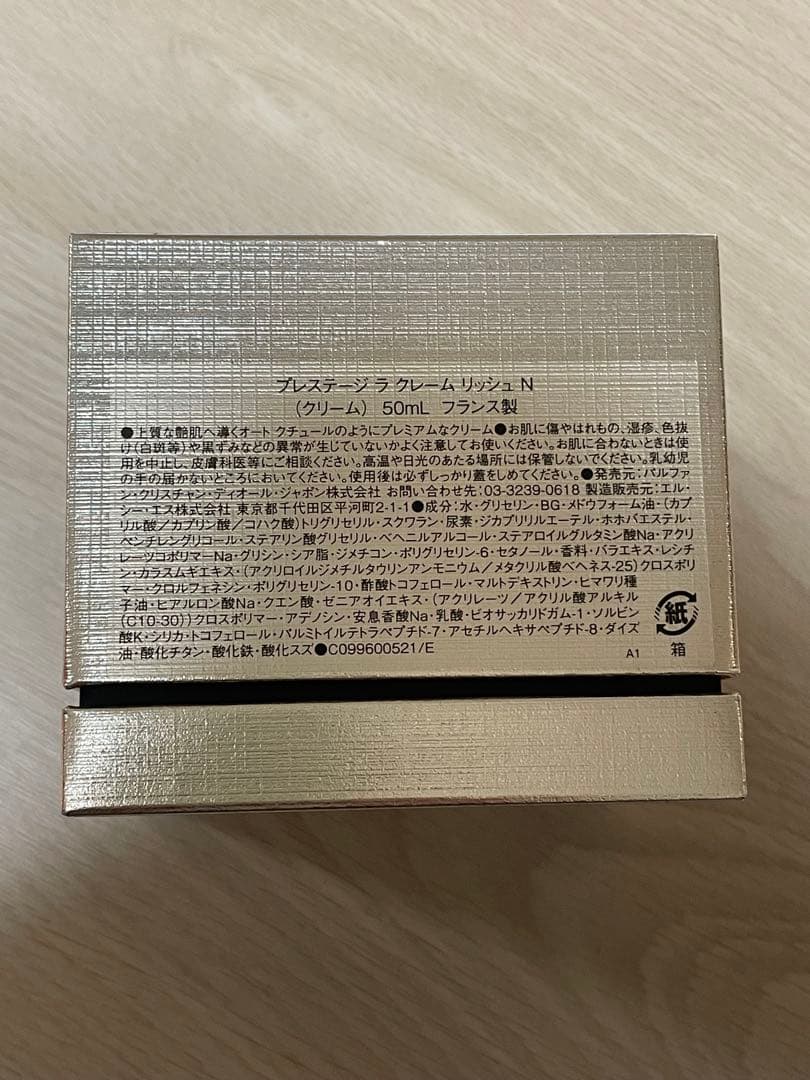 プレステージ ラ クレーム リッシュ N
(クリーム) 50mL フランス製
●上質な艶肌へ導くオートクチュールのようにプレミアムなクリーム●お肌に傷やはれもの、湿疹、色抜
け(白斑等)や黒ずみなどの異常が生じていないかよく注意してお使いください。お肌に合わないときは使
用を中止し、皮膚科医等にご相談ください。高温や日光のあたる場所には保管しないでください。乳幼児
の手の届かないところにおいてください。使用後は必ずしっかり蓋をしめてください。●発売元:パルファ
ン・クリスチャン・ディオール・ジャポン株式会社 お問い合わせ先:03-3239-0618 製造販売元:エル・
シー・エス株式会社 東京都千代田区平河町2-1-1●成分:水・グリセリン・BG・メドウフォーム油・(カプ
リル酸/カプリン酸/コハク酸)トリグリセリル・スクワラン・尿素・ジカプリリルエーテル・ホホバエステル・
ペンチレングリコール・ステアリン酸グリセリル・ベヘニルアルコール・ステアロイルグルタミン酸Na・アクリ
レーツコポリマーNa・グリシン・シア脂・ジメチコン・ポリグリセリン-6・セタノール・香料・バラエキス・レシチ
ン・カラスムギエキス・(アクリロイルジメチルタウリンアンモニウム/メタクリル酸ベヘネス-25)クロスポリ
マー・クロルフェネシン・ポリグリセリン-10・酢酸トコフェロール・マルトデキストリン・ヒマワリ種
子油・ヒアルロン酸Na・クエン酸・ゼニアオイエキス・(アクリレーツ/アクリル酸アルキル
(C10-30))クロスポリマー・アデノシン・安息香酸Na・乳酸・ビオサッカリドガム-1・ソルビン
酸K・シリカ・トコフェロール・パルミトイルテトラペプチド-7・アセチルヘキサペプチド-8・ダイズ
油・酸化チタン・酸化鉄・酸化スズ●C099600521/E
A1
紙
箱